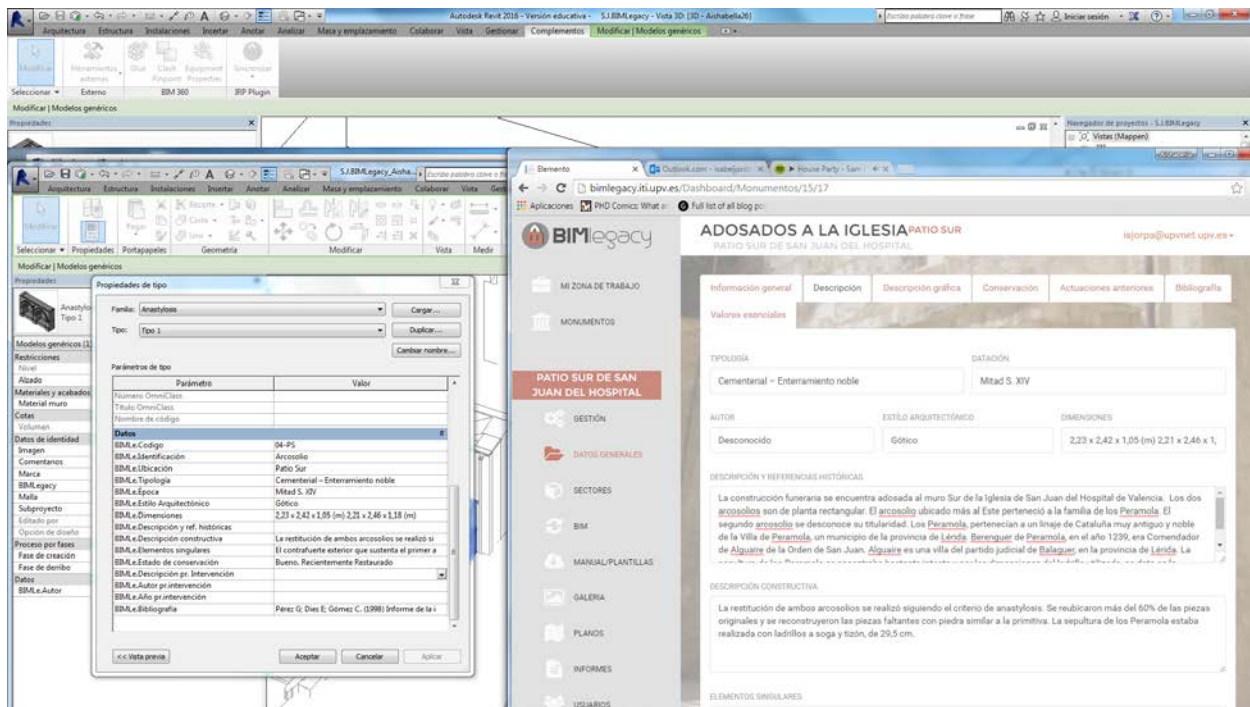 Autodesk Revit 2016 - Versión educativa - S.J.BIMLegacy - Vista 3D: {3D - Aishabella26}
Escriba palabra clave o frase
Iniciar sesión
Arquitectura Estructura Instalaciones Insertar Anotar Analizar Masa y emplazamiento Colaborar Vista Gestionar Complementos Modificar | Modelos genéricos
Modificar
Herramientas externas
Glue
Clash Pinpoint
Equipment Properties
Sincronizar
Seleccionar Externo BIM 360 IRP Plugin
Modificar | Modelos genéricos
Propiedades
Navegador de proyectos - S.J.BIMLegacy
Vistas (Mappen)
S.J.BIMLegacy_Aisha...
Arquitectura Estructura Instalaciones Insertar Anotar Analizar Masa y emplazamiento Colaborar Vista
Modificar
Pegar
Recorte
Corte
Unir
Seleccionar Propiedades Portapapeles Geometría Modificar Vista Medir
Modificar | Modelos genéricos
Propiedades
Tipo 1
Modelos genéricos (1)
Restricciones
Nivel
Alzado
Materiales y acabados
Material muro
Cotas
Volumen
Datos de identidad
Imagen
Comentarios
Marca
BIMLegacy
Malla
Subproyecto
Editado por
Opción de diseño
Proceso por fases
Fase de creación
Fase de derribo
Datos
BIMLe.Autor
Propiedades de tipo
Familia: Anastylosis Cargar...
Tipo: Tipo 1 Duplicar...
Cambiar nombre...
Parámetros de tipo
Parámetro Valor
Número OmniClass
Título OmniClass
Nombre de código
Datos
BIMLe.Codigo 04-PS
BIMLe.Identificación Arcosolio
BIMLe.Ubicación Patio Sur
BIMLe.Tipología Cementerial – Enterramiento noble
BIMLe.Época Mitad S. XIV
BIMLe.Estilo Arquitectónico Gótico
BIMLe.Dimensiones 2,23 x 2,42 x 1,05 (m) 2,21 x 2,46 x 1,18 (m)
BIMLe.Descripción y ref. históricas
BIMLe.Descripción constructiva La restitución de ambos arcosolios se realizó si
BIMLe.Elementos singulares El contrafuerte exterior que sustenta el primer a
BIMLe.Estado de conservación Bueno. Recientemente Restaurado
BIMLe.Descripción pr. Intervención
BIMLe.Autor pr.intervención
BIMLe.Año pr.intervención
BIMLe.Bibliografía Pérez G; Dies E; Gómez C. (1998) Informe de la i
<< Vista previa Aceptar Cancelar Aplicar
Elemento
House Party - Sam
bimlegacy.iti.upv.es/Dashboard/Monumentos/15/17
Aplicaciones PHD Comics: What a Full list of all blog po
BIMlegacy
MI ZONA DE TRABAJO
MONUMENTOS
PATIO SUR DE SAN
JUAN DEL HOSPITAL
GESTIÓN
DATOS GENERALES
SECTORES
BIM
MANUAL/PLANTILLAS
GALERIA
PLANOS
INFORMES
USUARIOS
ADOSADOS A LA IGLESIA PATIO SUR
PATIO SUR DE SAN JUAN DEL HOSPITAL
isjorpa@upvnet.upv.es
Información general Descripción Descripción gráfica Conservación Actuaciones anteriores Bibliografía
Valores esenciales
TIPOLOGÍA DATACIÓN
Cementerial – Enterramiento noble Mitad S. XIV
AUTOR ESTILO ARQUITECTÓNICO DIMENSIONES
Desconocido Gótico 2,23 x 2,42 x 1,05 (m) 2,21 x 2,46 x 1,
DESCRIPCIÓN Y REFERENCIAS HISTÓRICAS
La construcción funeraria se encuentra adosada al muro Sur de la Iglesia de San Juan del Hospital de Valencia. Los dos
arcosolios son de planta rectangular. El arcosolio ubicado más al Este perteneció a la familia de los Peramola. El
segundo arcosolio se desconoce su titularidad. Los Peramola, pertenecían a un linaje de Cataluña muy antiguo y noble
de la Villa de Peramola, un municipio de la provincia de Lérida. Berenguer de Peramola, en el año 1239, era Comendador
de Alguaire de la Orden de San Juan. Alguaire es una villa del partido judicial de Balaguer, en la provincia de Lérida. La
DESCRIPCIÓN CONSTRUCTIVA
La restitución de ambos arcosolios se realizó siguiendo el criterio de anastylosis. Se reubicaron más del 60% de las piezas
originales y se reconstruyeron las piezas faltantes con piedra similar a la primitiva. La sepultura de los Peramola estaba
realizada con ladrillos a soga y tizón, de 29,5 cm.
ELEMENTOS SINGULARES